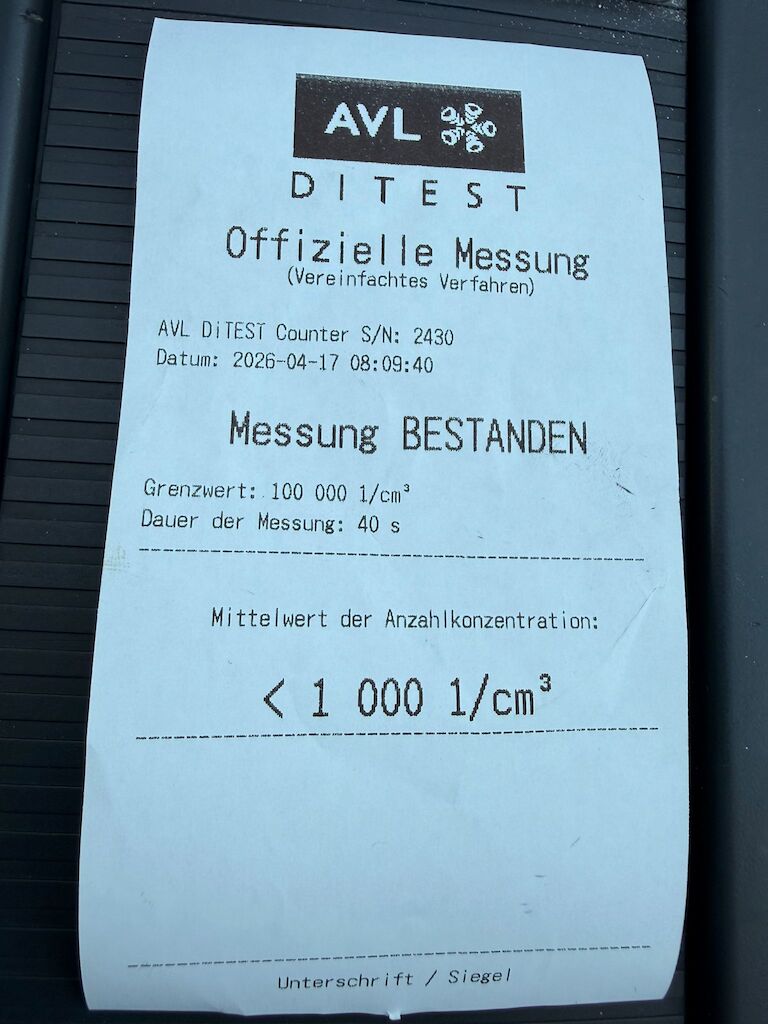 AVL
DITEST
Offizielle Messung
(Vereinfachtes Verfahren)
AVL DiTEST Counter S/N: 2430
Datum: 2026-04-17 08:09:40
Messung BESTANDEN
Grenzwert: 100 000 1/cm³
Dauer der Messung: 40 s
Mittelwert der Anzahlkonzentration:
< 1 000 1/cm³
Unterschrift / Siegel